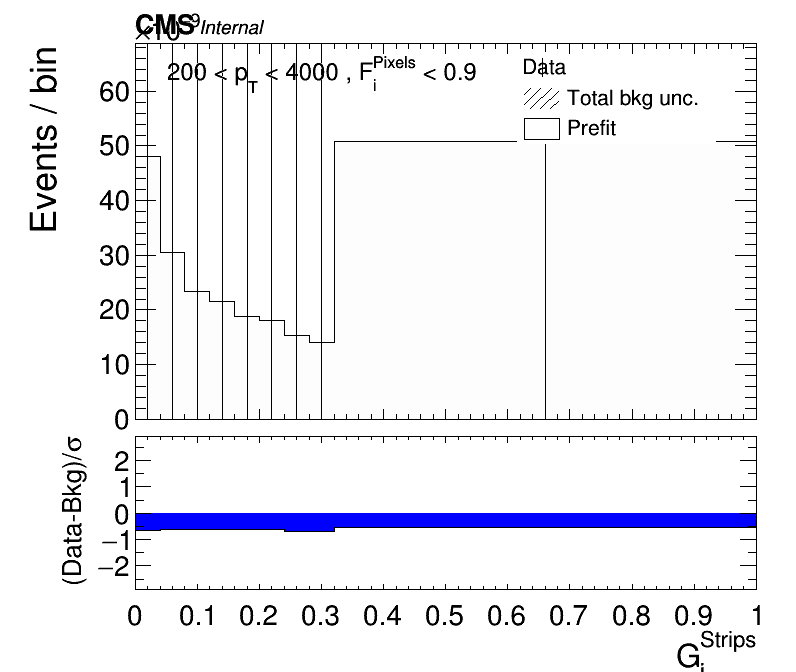 CMS Internal
×10⁹
200 < p_T < 4000 , F_i^Pixels < 0.9
Data
Total bkg unc.
Prefit
Events / bin
60
50
40
30
20
10
0
(Data-Bkg)/σ
2
1
0
−1
−2
0 0.1 0.2 0.3 0.4 0.5 0.6 0.7 0.8 0.9 1
G_i^Strips